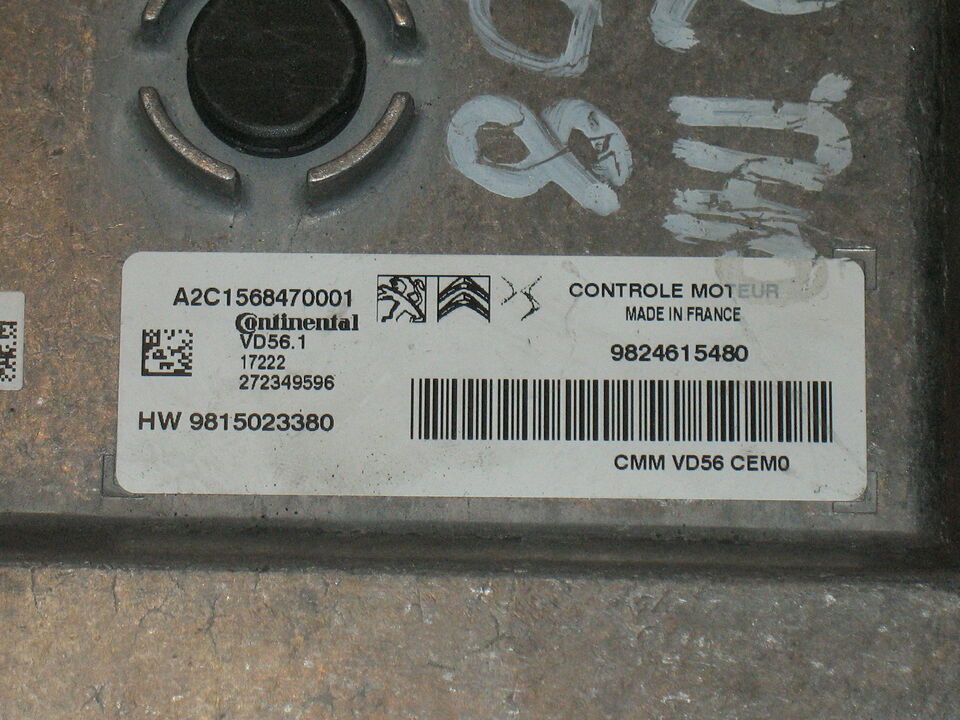 A2C1568470001
Continental
VD56.1
17222
272349596
HW 9815023380
CONTROLE MOTEUR
MADE IN FRANCE
9824615480
CMM VD56 CEM0